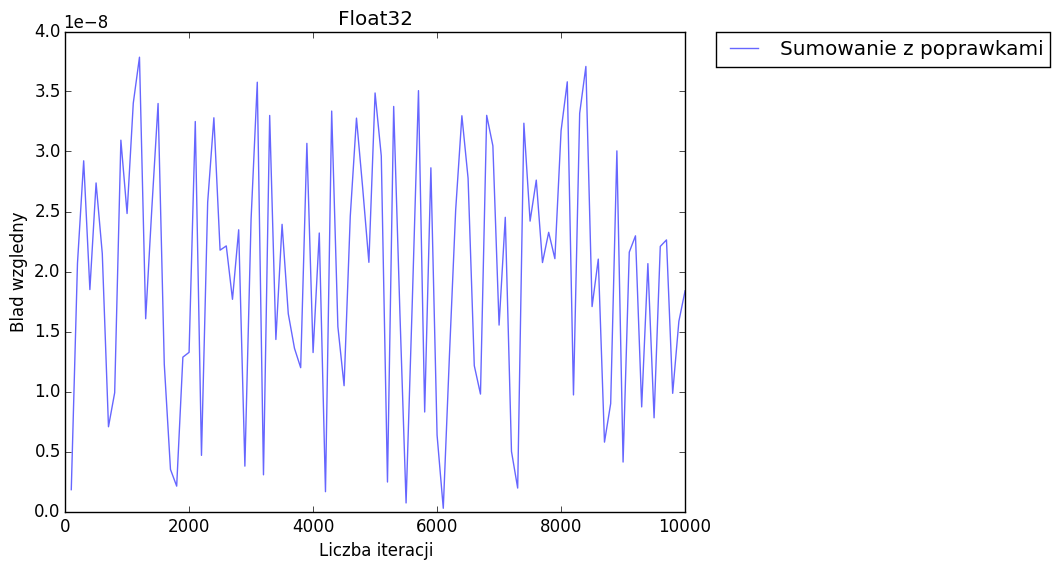 Float32
1e−8
4.0
3.5
3.0
2.5
2.0
1.5
1.0
0.5
0.0
Blad wzgledny
0 2000 4000 6000 8000 10000
Liczba iteracji
Sumowanie z poprawkami